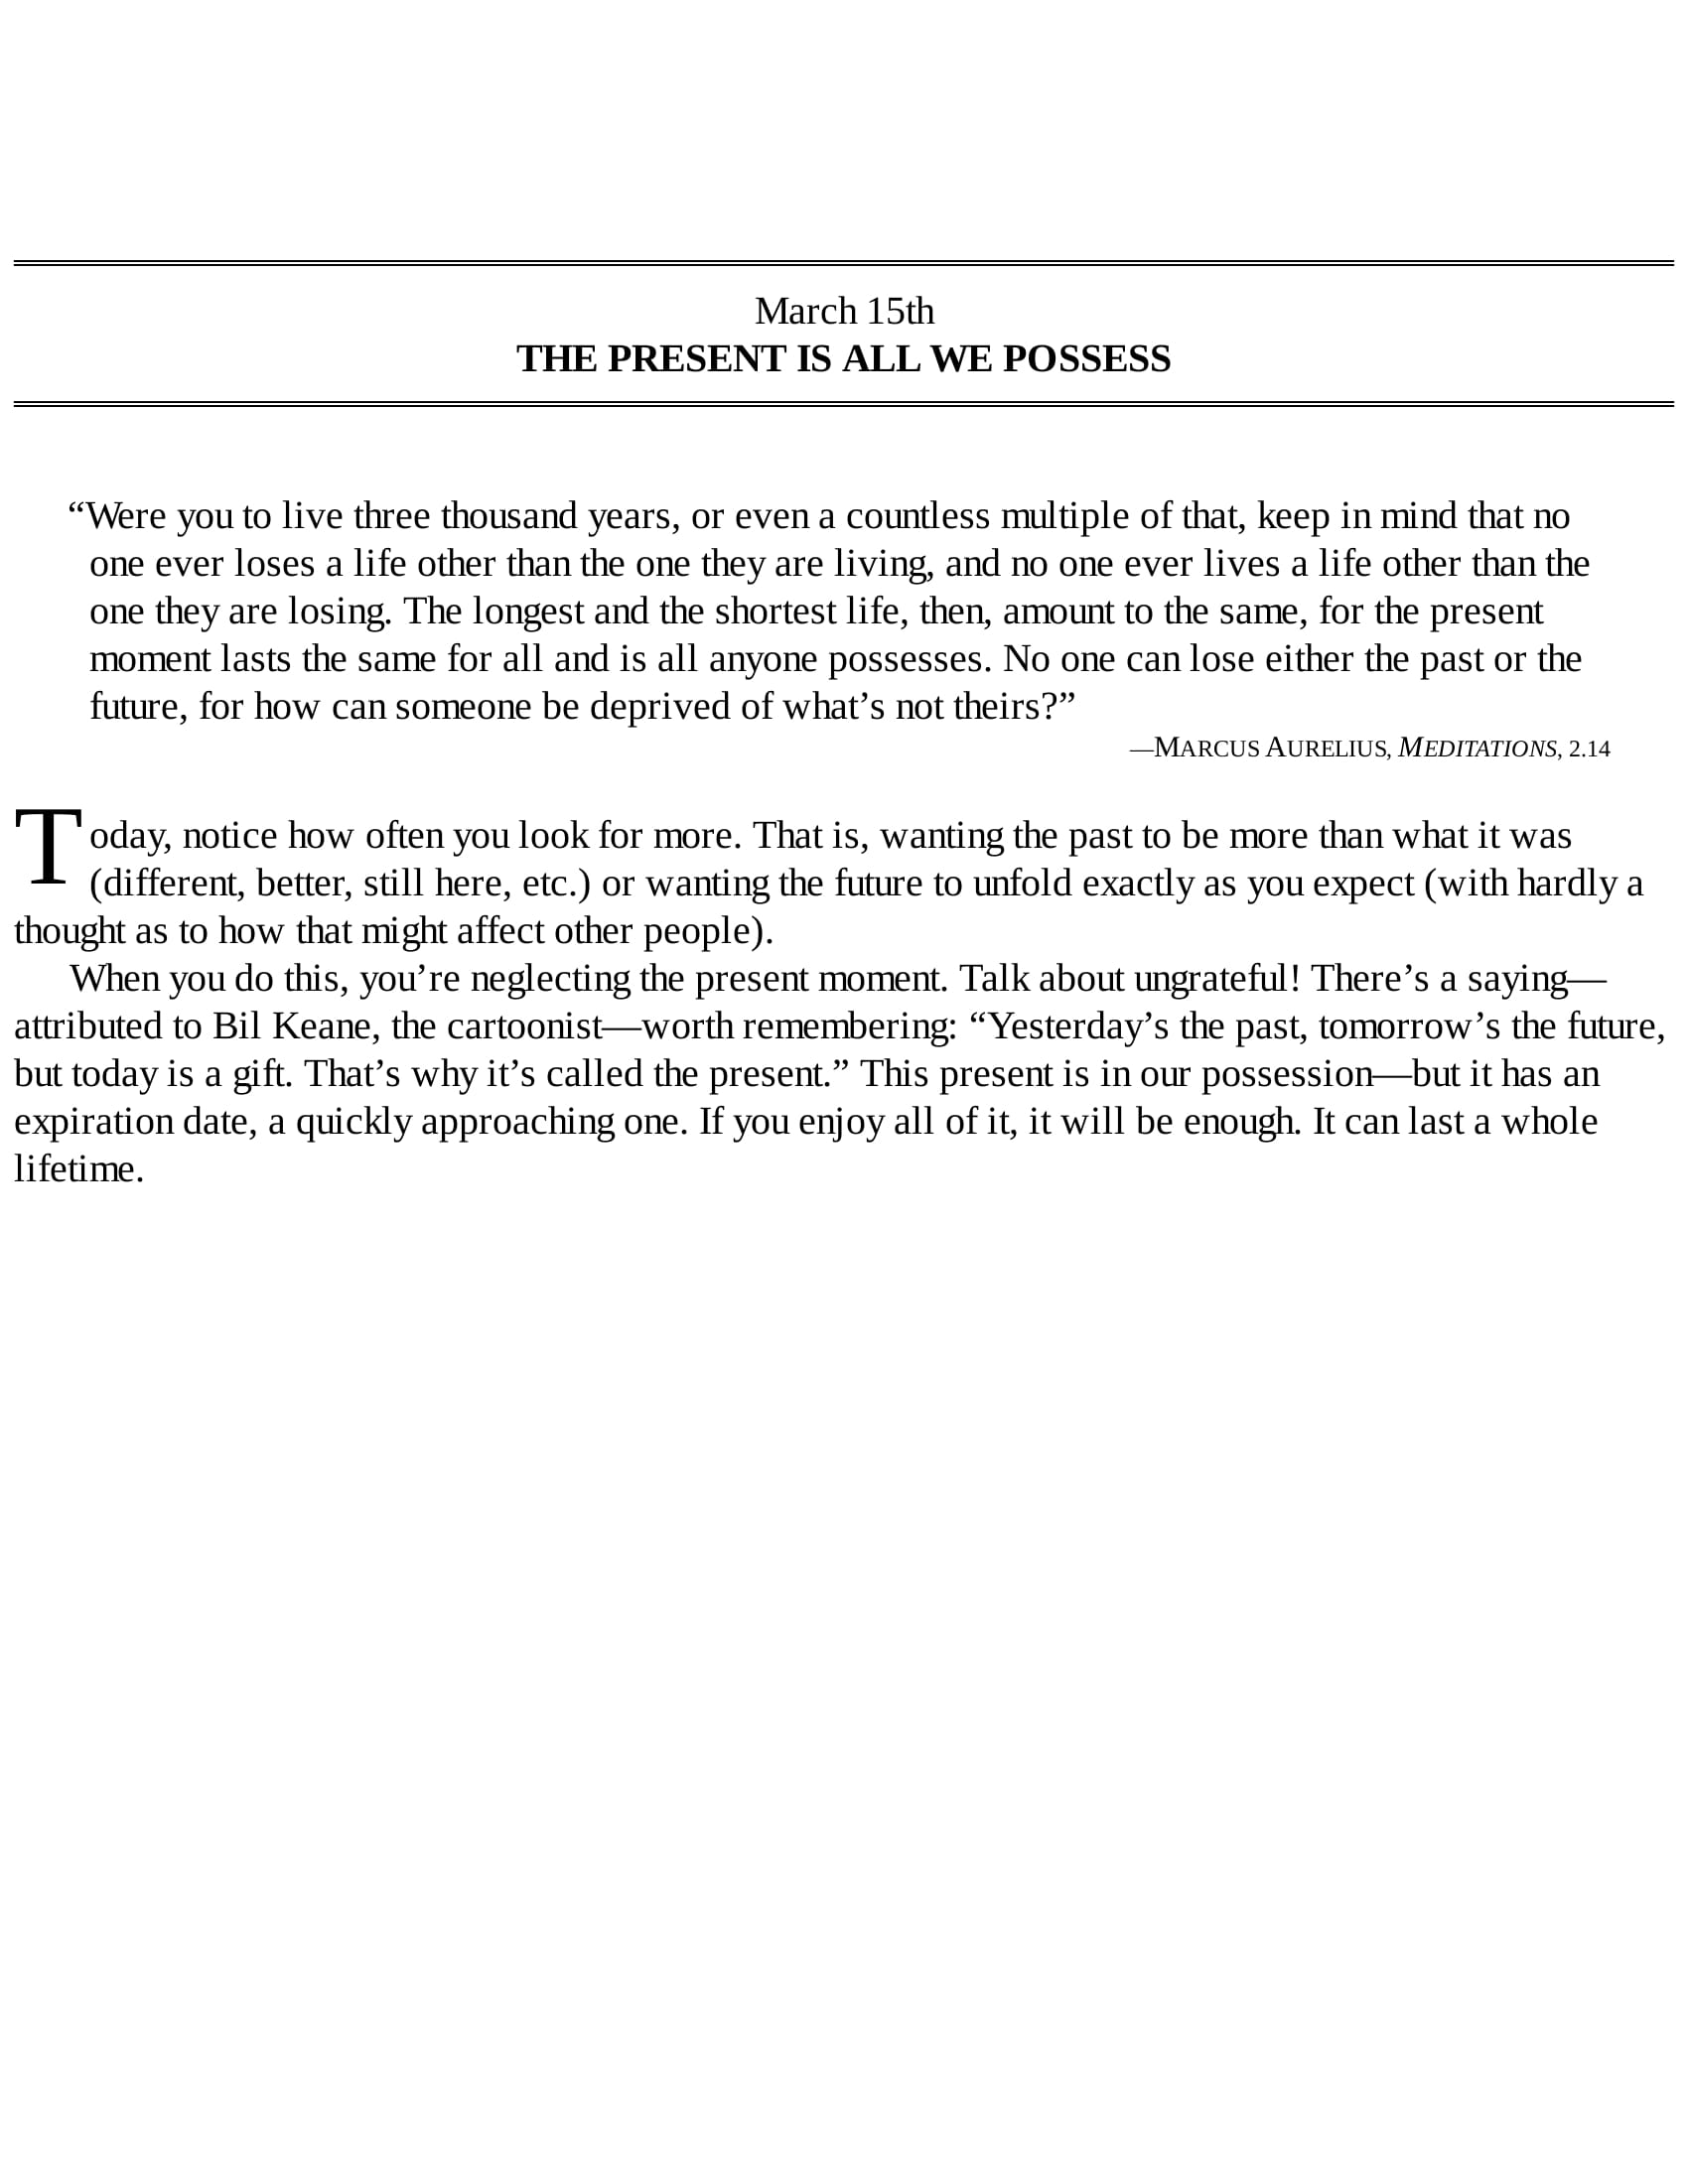 March 15th
THE PRESENT IS ALL WE POSSESS
“Were you to live three thousand years, or even a countless multiple of that, keep in mind that no
one ever loses a life other than the one they are living, and no one ever lives a life other than the
one they are losing. The longest and the shortest life, then, amount to the same, for the present
moment lasts the same for all and is all anyone possesses. No one can lose either the past or the
future, for how can someone be deprived of what’s not theirs?”
—MARCUS AURELIUS, MEDITATIONS, 2.14
Today, notice how often you look for more. That is, wanting the past to be more than what it was
(different, better, still here, etc.) or wanting the future to unfold exactly as you expect (with hardly a
thought as to how that might affect other people).
When you do this, you’re neglecting the present moment. Talk about ungrateful! There’s a saying—
attributed to Bil Keane, the cartoonist—worth remembering: “Yesterday’s the past, tomorrow’s the future,
but today is a gift. That’s why it’s called the present.” This present is in our possession—but it has an
expiration date, a quickly approaching one. If you enjoy all of it, it will be enough. It can last a whole
lifetime.